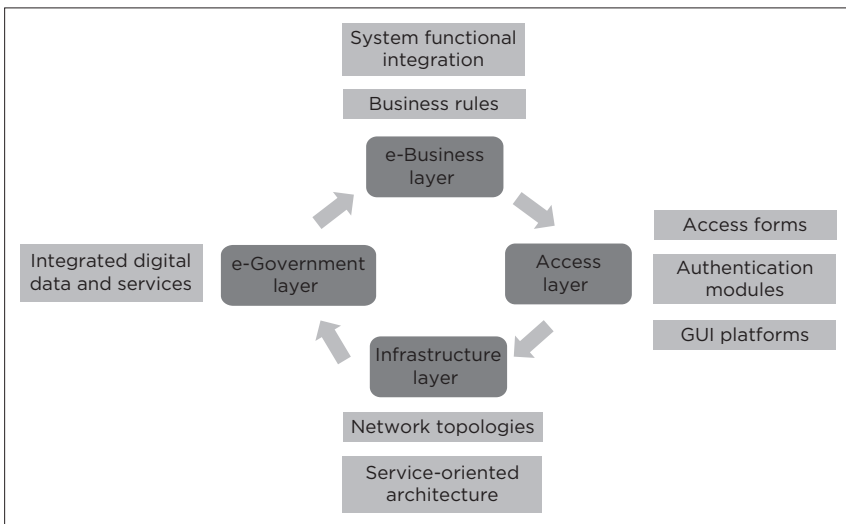 System functional
integration
Business rules
e-Business
layer
Access forms
Integrated digital
data and services
e-Government
layer
Access
layer
Authentication
modules
GUI platforms
Infrastructure
layer
Network topologies
Service-oriented
architecture